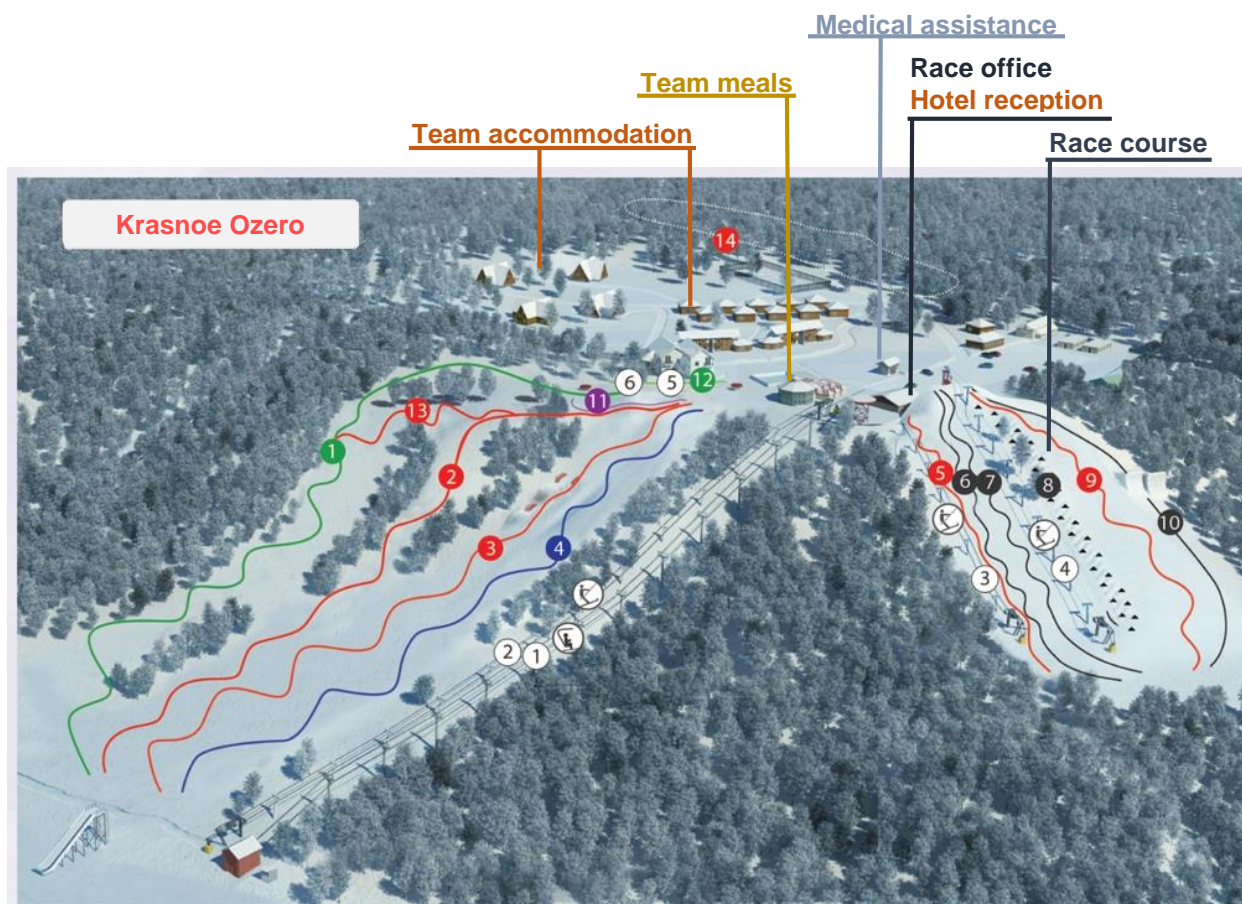 Medical assistance
Race office
Team meals
Hotel reception
Team accommodation
Race course
Krasnoe Ozero
14
6
5
12
11
13
1
2
5
6
7
8
9
10
3
4
3
4
2
1